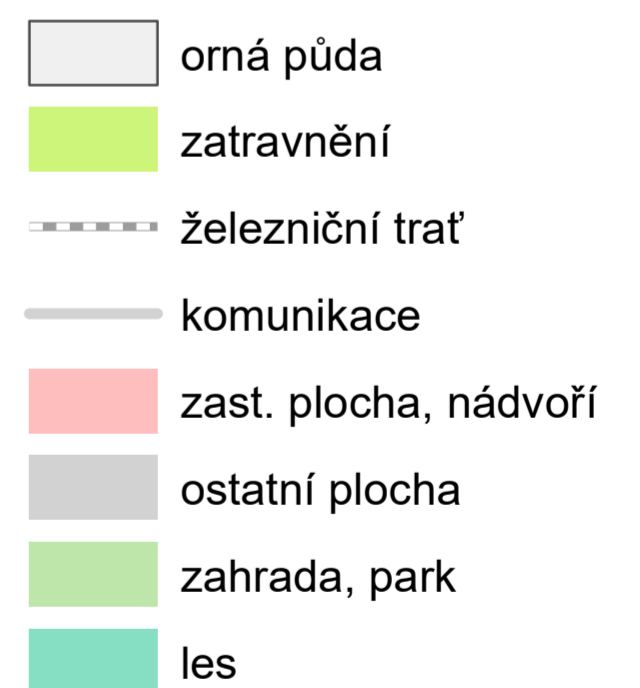 orná půda
zatravnění
železniční trať
komunikace
zast. plocha, nádvoří
ostatní plocha
zahrada, park
les